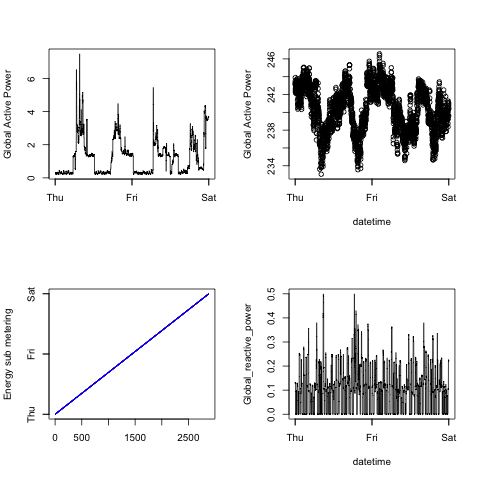 Global Active Power
0 2 4 6
Thu Fri Sat
Global Active Power
234 238 242 246
Thu Fri Sat
datetime
Energy sub metering
Thu Fri Sat
0 500 1500 2500
Global_reactive_power
0.0 0.1 0.2 0.3 0.4 0.5
Thu Fri Sat
datetime